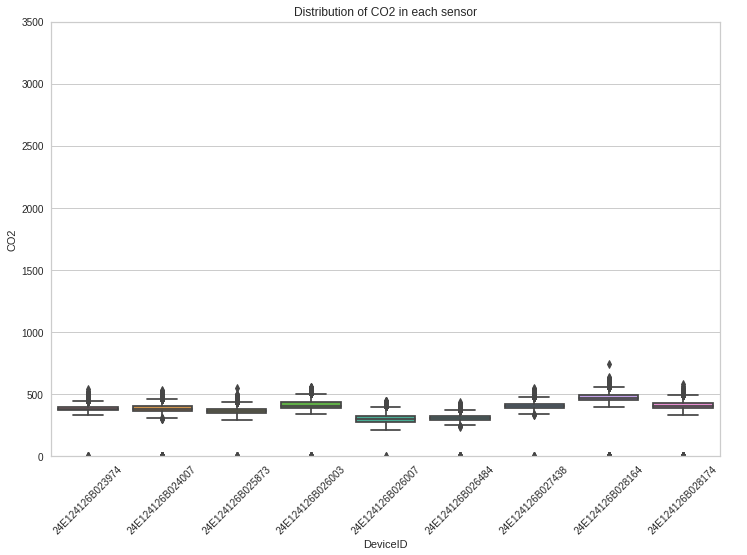 Distribution of CO2 in each sensor
3500
3000
2500
2000
1500
1000
500
0
CO2
24E124126B023974
24E124126B024007
24E124126B025873
24E124126B026003
24E124126B026007
24E124126B026484
24E124126B027438
24E124126B028164
24E124126B028174
DeviceID